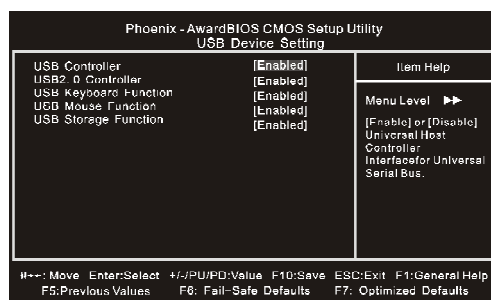 Phoenix - AwardBIOS CMOS Setup Utility
USB Device Setting
USB Controller [Enabled]
USB2.0 Controller [Enabled]
USB Keyboard Function [Enabled]
USB Mouse Function [Enabled]
USB Storage Function [Enabled]
Item Help
Menu Level ▶▶
[Enable] or [Disable]
Universal Host
Controller
Interfacefor Universal
Serial Bus.
: Move Enter:Select +/-/PU/PD:Value F10:Save ESC:Exit F1:General Help
F5:Previous Values F6: Fail-Safe Defaults F7: Optimized Defaults